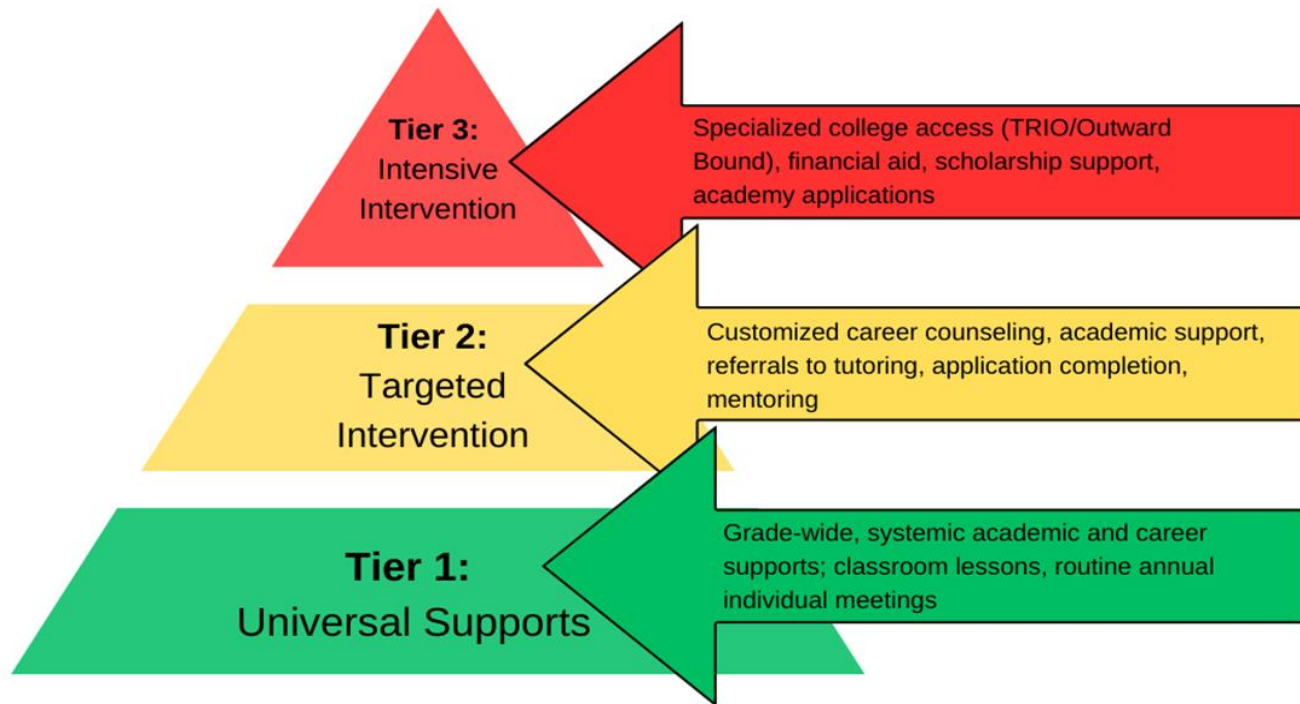 Tier 3:
Intensive
Intervention
Specialized college access (TRIO/Outward
Bound), financial aid, scholarship support,
academy applications
Tier 2:
Targeted
Intervention
Customized career counseling, academic support,
referrals to tutoring, application completion,
mentoring
Tier 1:
Universal Supports
Grade-wide, systemic academic and career
supports; classroom lessons, routine annual
individual meetings